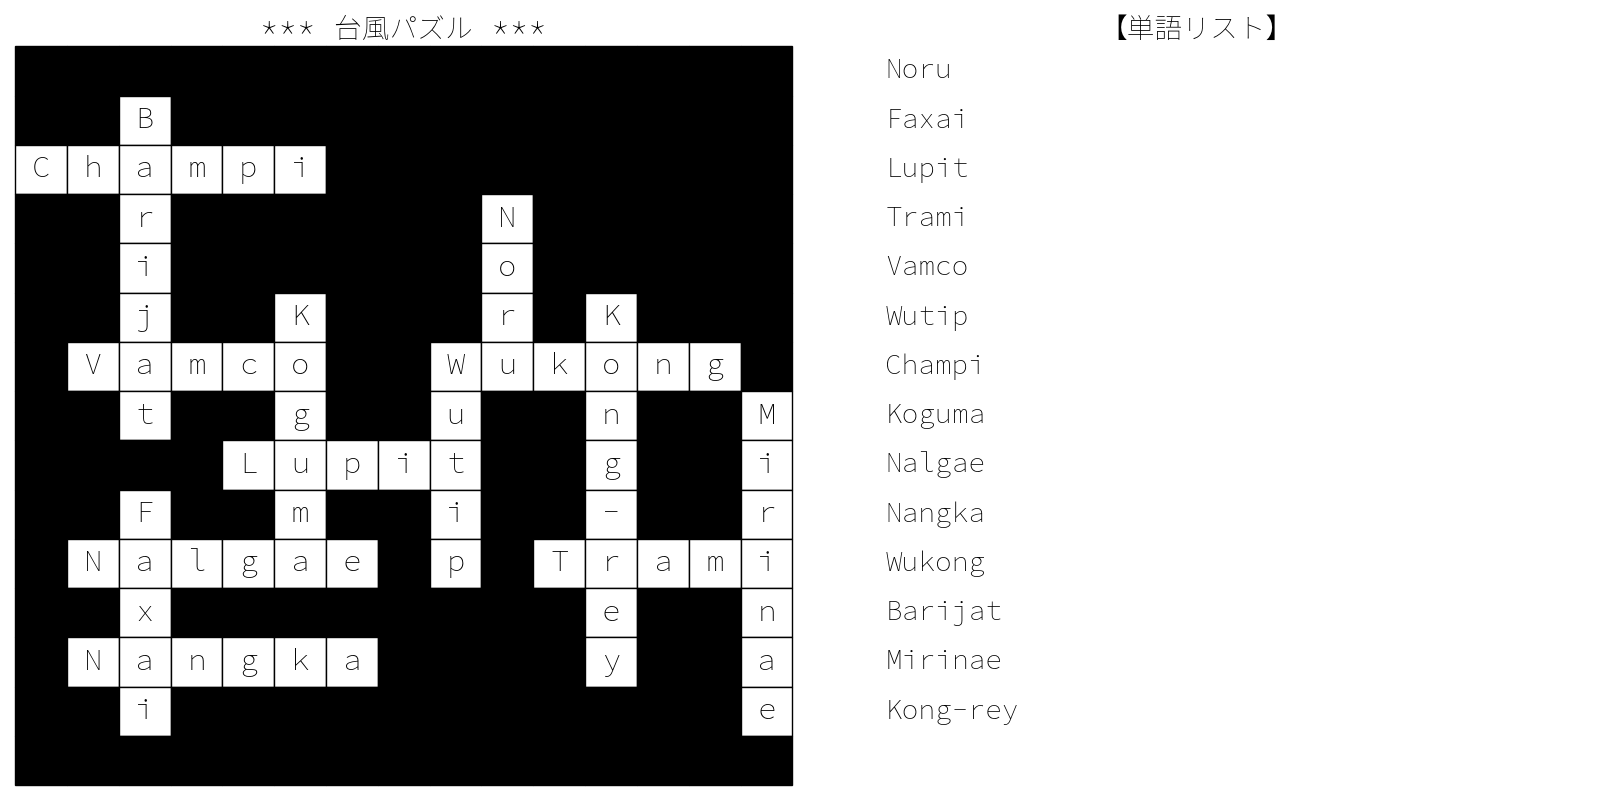 *** 台風パズル ***
【単語リスト】
Noru
B
Faxai
C h a m p i
Lupit
r N
Trami
i o
Vamco
j K r K
Wutip
V a m c o W u k o n g
Champi
t g u n M
Koguma
L u p i t g i
Nalgae
F m i - r
Nangka
N a l g a e p T r a m i
Wukong
x e n
Barijat
N a n g k a y a
Mirinae
i e
Kong-rey